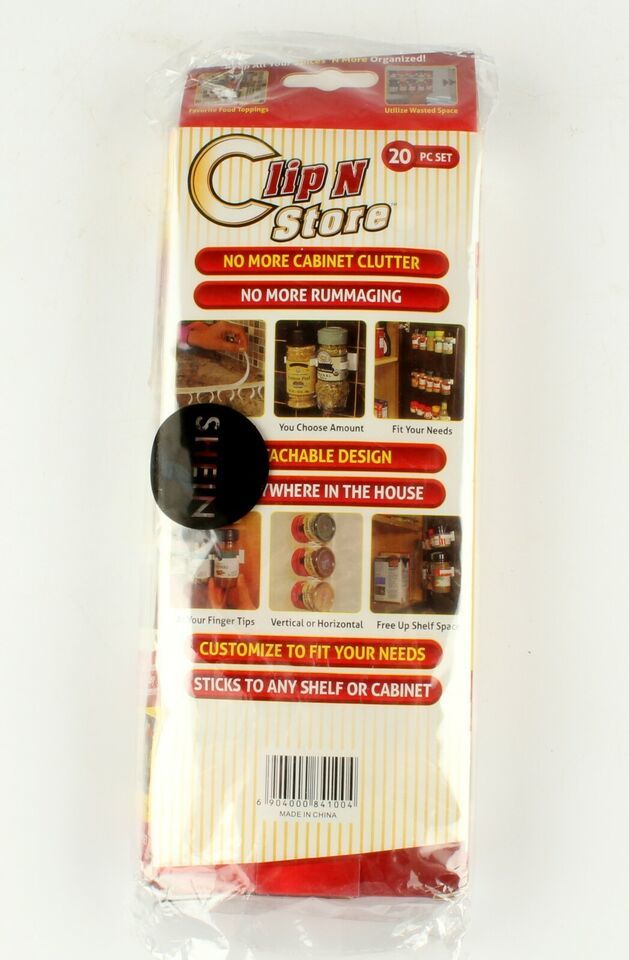 All Your Spices 'n More Organized!
Favorite Food Toppings
Utilize Wasted Space
Clip N
Store™
20 PC SET
NO MORE CABINET CLUTTER
NO MORE RUMMAGING
You Choose Amount
Fit Your Needs
SHEIN
TACHABLE DESIGN
YWHERE IN THE HOUSE
Your Finger Tips
Vertical or Horizontal
Free Up Shelf Space
CUSTOMIZE TO FIT YOUR NEEDS
STICKS TO ANY SHELF OR CABINET
6 904000 841004
MADE IN CHINA